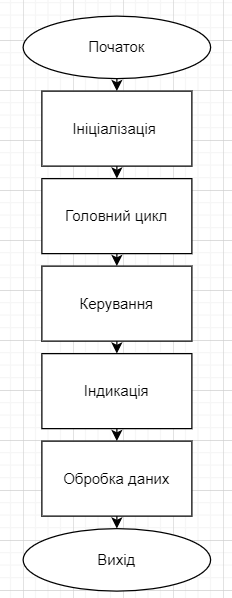 Початок
Ініціалізація
Головний цикл
Керування
Індикація
Обробка даних
Вихід